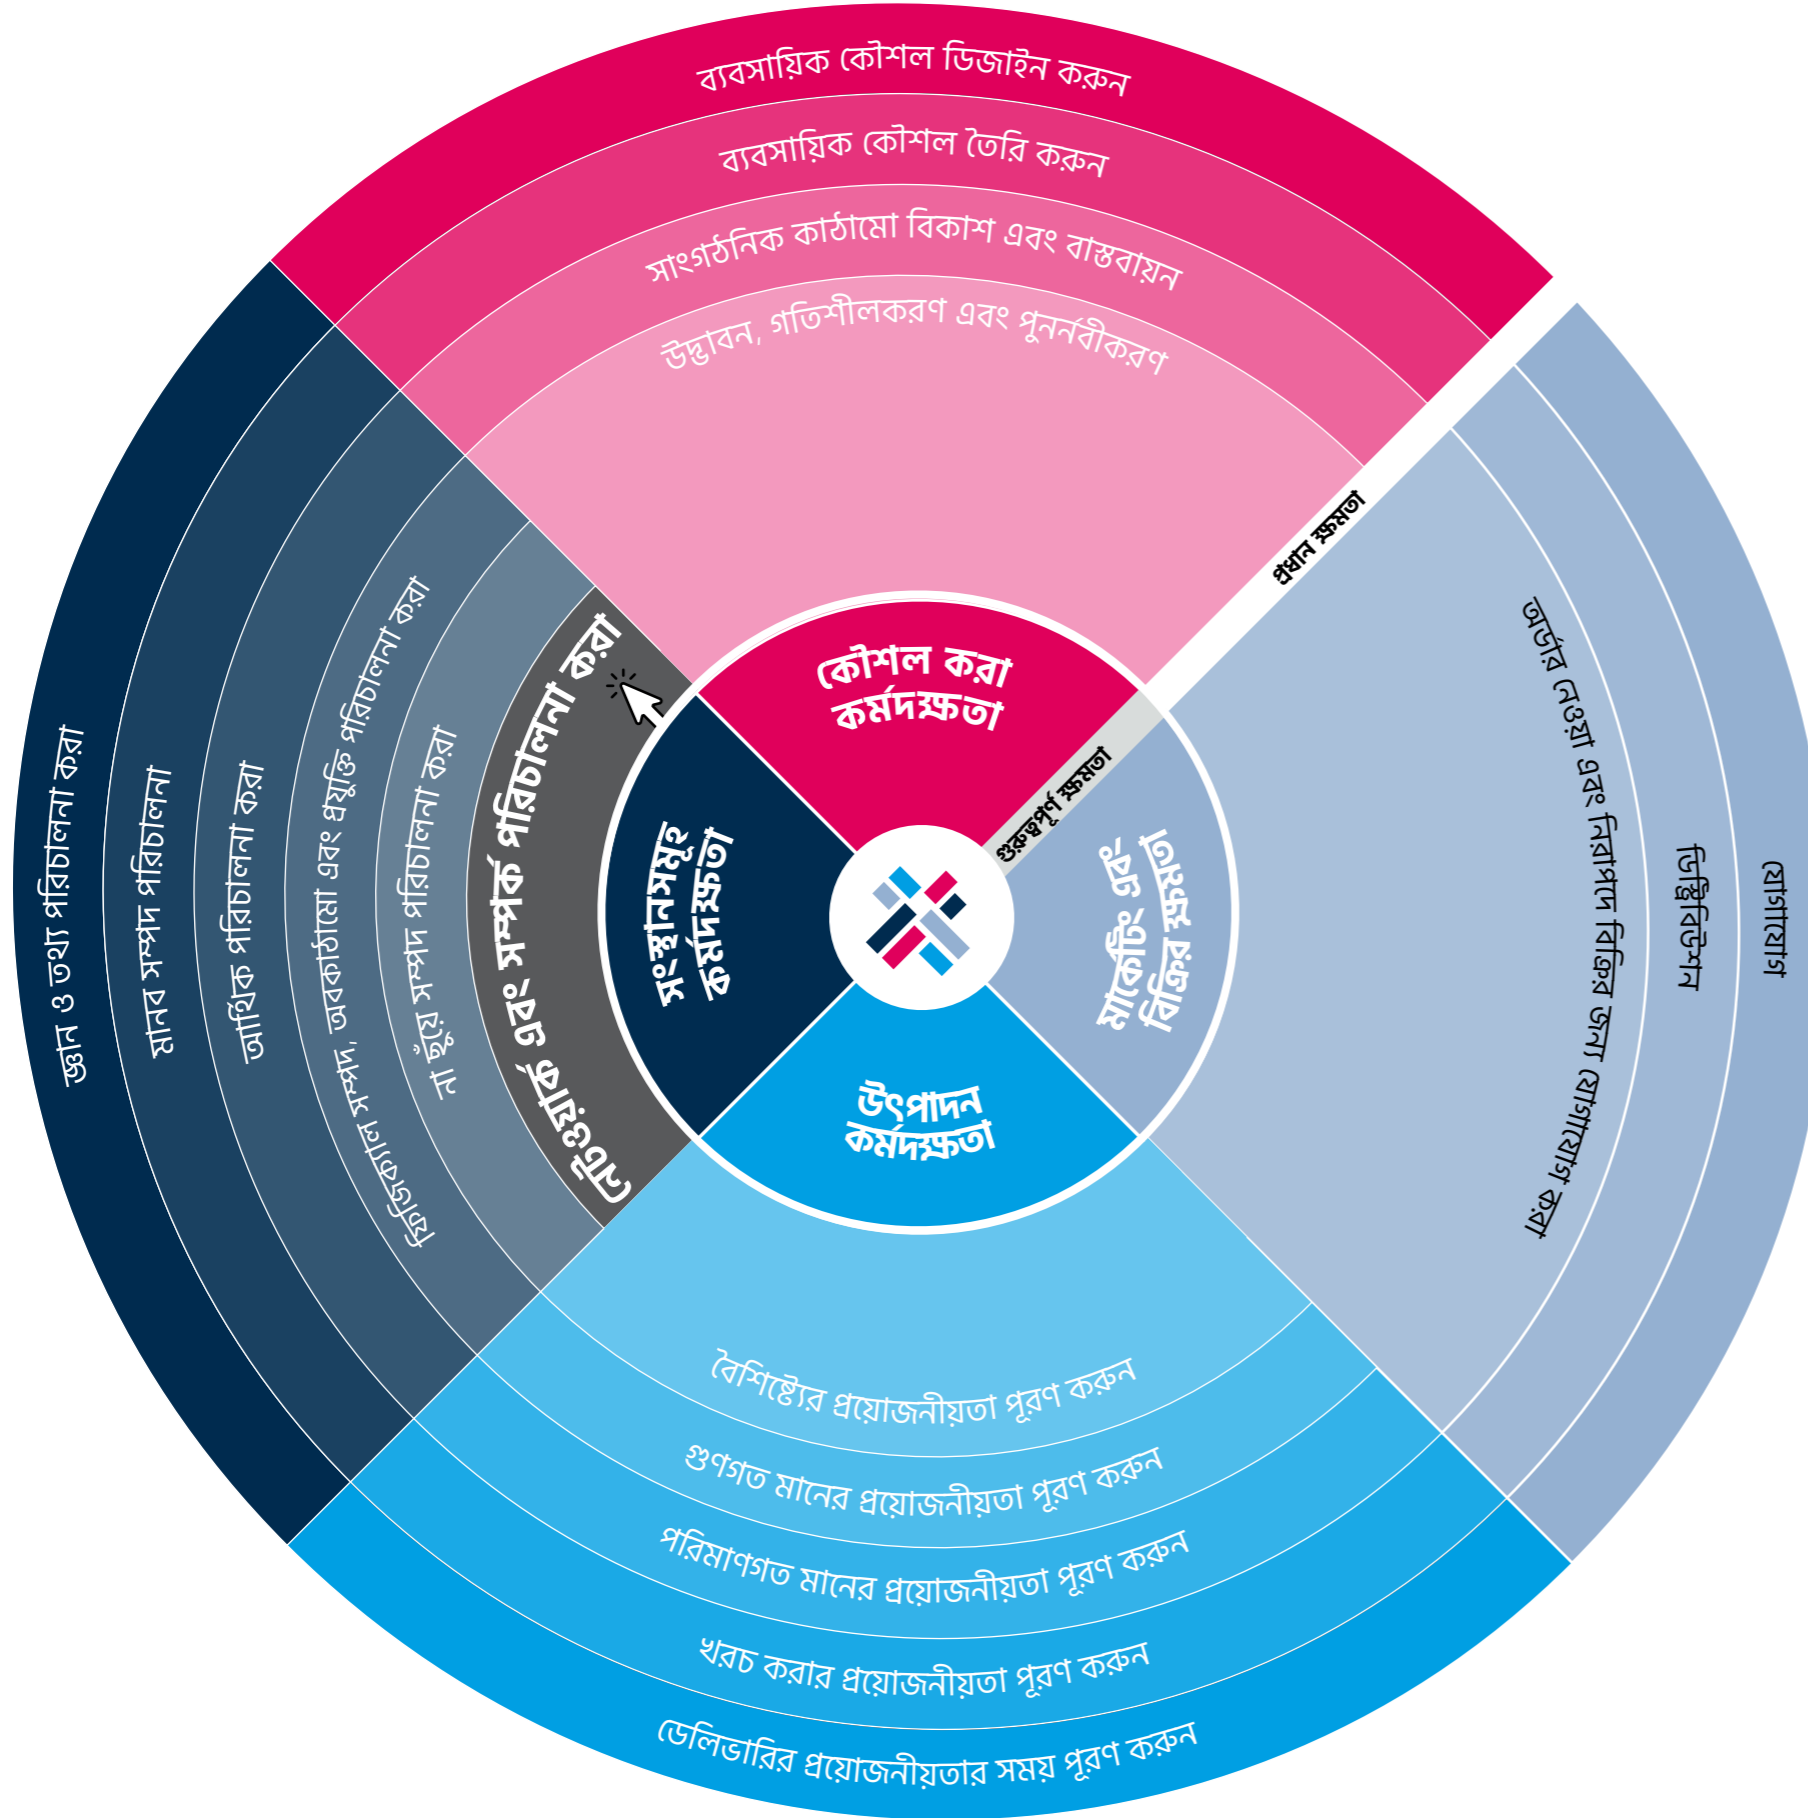 ব্যবসায়িক কৌশল ডিজাইন করুন
ব্যবসায়িক কৌশল তৈরি করুন
সাংগঠনিক কাঠামো বিকাশ এবং বাস্তবায়ন
উদ্ভাবন, গতিশীলকরণ এবং পুনর্নবীকরণ
কৌশল করা
কর্মদক্ষতা
প্রধান ক্ষমতা
গুরুত্বপূর্ণ ক্ষমতা
জ্ঞান ও তথ্য পরিচালনা করা
মানব সম্পদ পরিচালনা
আর্থিক পরিচালনা করা
ফিজিক্যাল সম্পদ, অবকাঠামো এবং প্রযুক্তি পরিচালনা করা
না ছুঁয়ে সম্পদ পরিচালনা করা
নেটওয়ার্ক এবং সম্পর্ক পরিচালনা করা
সংস্থানসমূহ
কর্মদক্ষতা
মার্কেটিং এবং
বিক্রির ক্ষমতা
অর্ডার নেওয়া এবং নিরাপদে বিক্রির জন্য যোগাযোগ করা
ডিস্ট্রিবিউশন
যোগাযোগ
উৎপাদন
কর্মদক্ষতা
বৈশিষ্ট্যের প্রয়োজনীয়তা পূরণ করুন
গুণগত মানের প্রয়োজনীয়তা পূরণ করুন
পরিমাণগত মানের প্রয়োজনীয়তা পূরণ করুন
খরচ করার প্রয়োজনীয়তা পূরণ করুন
ডেলিভারির প্রয়োজনীয়তার সময় পূরণ করুন